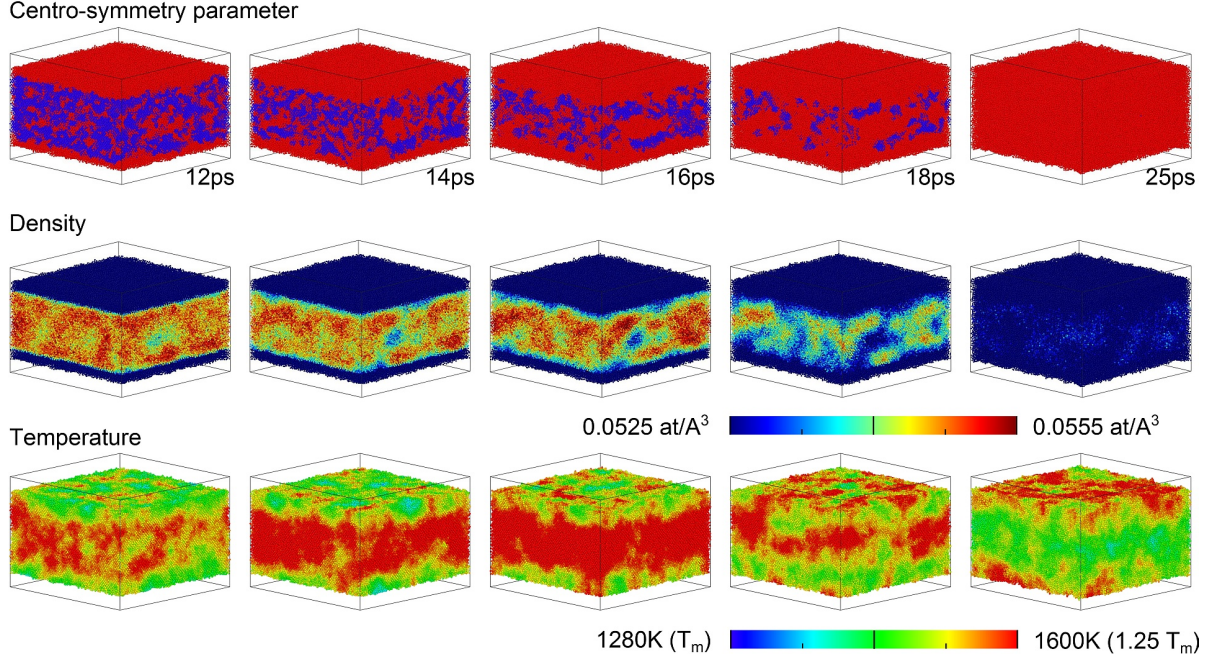 Centro-symmetry parameter
12ps 14ps 16ps 18ps 25ps
Density
0.0525 at/A³ 0.0555 at/A³
Temperature
1280K (Tₘ) 1600K (1.25 Tₘ)